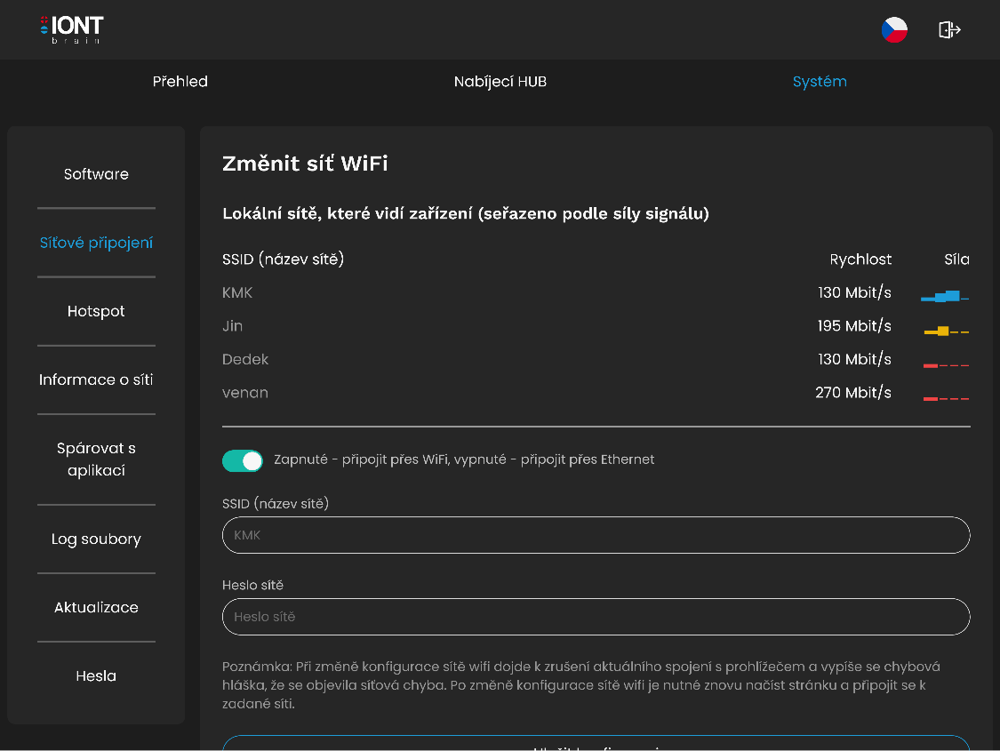 IONT
brain
Přehled
Nabíjecí HUB
Systém
Software
Síťové připojení
Hotspot
Informace o síti
Spárovat s
aplikací
Log soubory
Aktualizace
Hesla
Změnit síť WiFi
Lokální sítě, které vidí zařízení (seřazeno podle síly signálu)
SSID (název sítě) Rychlost Síla
KMK 130 Mbit/s
Jin 195 Mbit/s
Dedek 130 Mbit/s
venan 270 Mbit/s
Zapnuté - připojit přes WiFi, vypnuté - připojit přes Ethernet
SSID (název sítě)
KMK
Heslo sítě
Heslo sítě
Poznámka: Při změně konfigurace sítě wifi dojde k zrušení aktuálního spojení s prohlížečem a vypíše se chybová
hláška, že se objevila síťová chyba. Po změně konfigurace sítě wifi je nutné znovu načíst stránku a připojit se k
zadané síti.